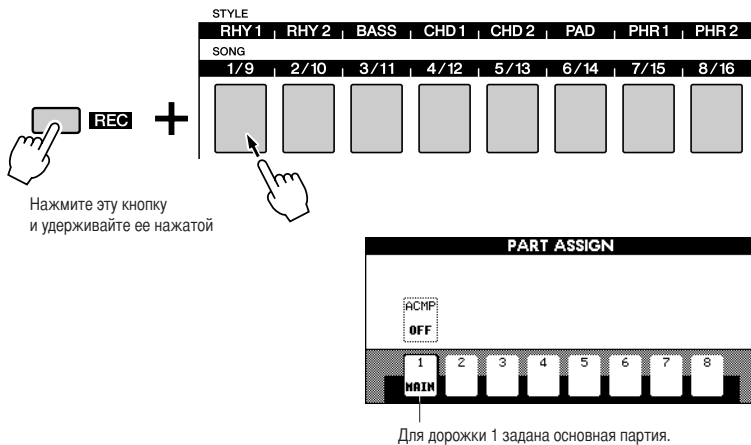 STYLE
RHY 1 RHY 2 BASS CHD 1 CHD 2 PAD PHR 1 PHR 2
SONG
1/9 2/10 3/11 4/12 5/13 6/14 7/15 8/16
REC +
Нажмите эту кнопку
и удерживайте ее нажатой
PART ASSIGN
ACMP
OFF
1 2 3 4 5 6 7 8
MAIN
Для дорожки 1 задана основная партия.